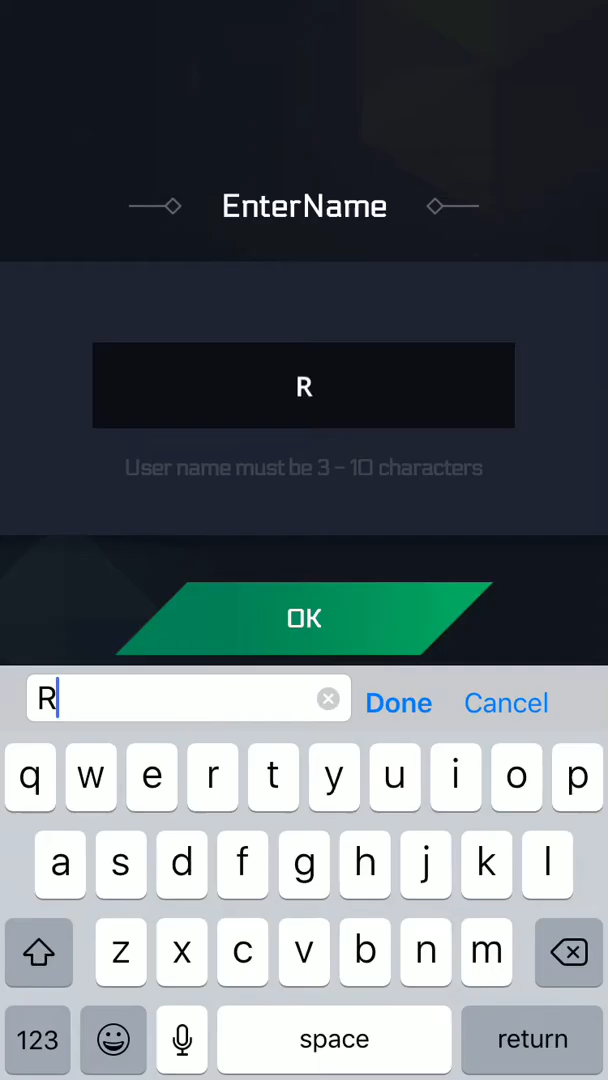 EnterName
R
User name must be 3 - 10 characters
OK
R Done Cancel
q w e r t y u i o p
a s d f g h j k l
z x c v b n m
123 space return